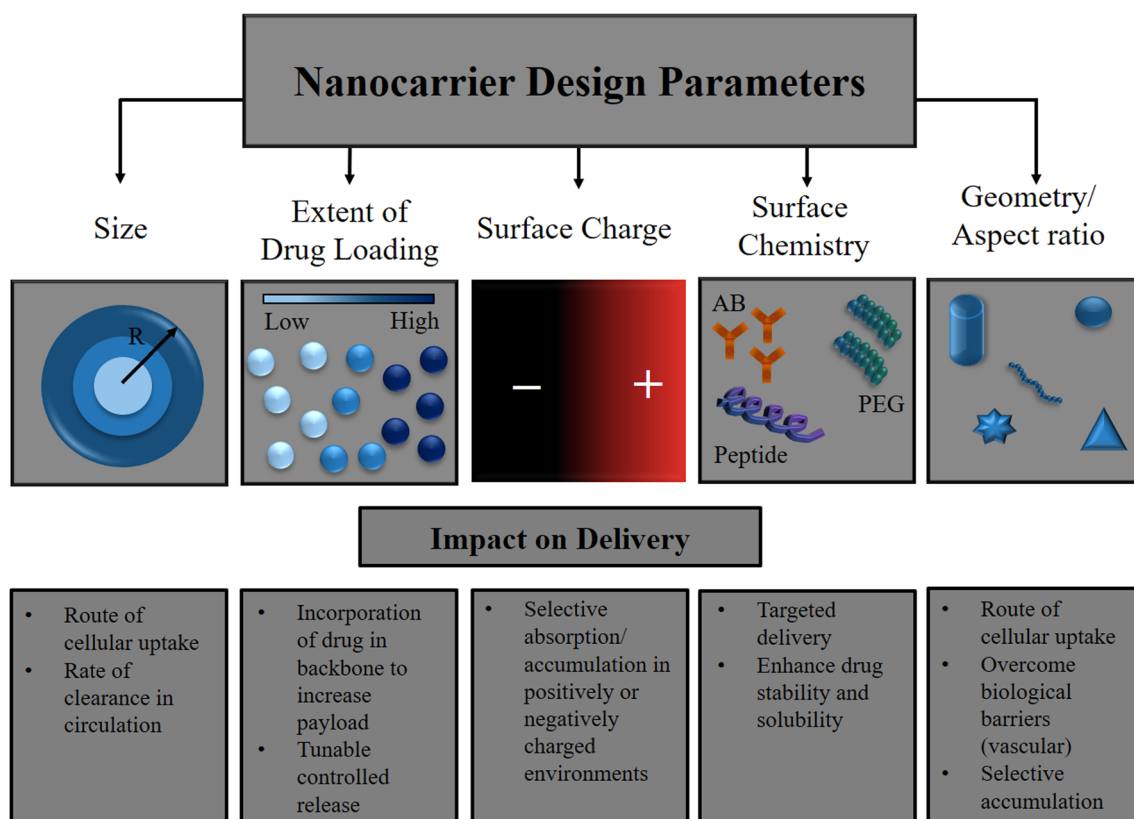 Nanocarrier Design Parameters
Size
Extent of
Drug Loading
Surface Charge
Surface
Chemistry
Geometry/
Aspect ratio
R
Low High
− +
AB
PEG
Peptide
Impact on Delivery
• Route of
cellular uptake
• Rate of
clearance in
circulation
• Incorporation
of drug in
backbone to
increase
payload
• Tunable
controlled
release
• Selective
absorption/
accumulation in
positively or
negatively
charged
environments
• Targeted
delivery
• Enhance drug
stability and
solubility
• Route of
cellular uptake
• Overcome
biological
barriers
(vascular)
• Selective
accumulation